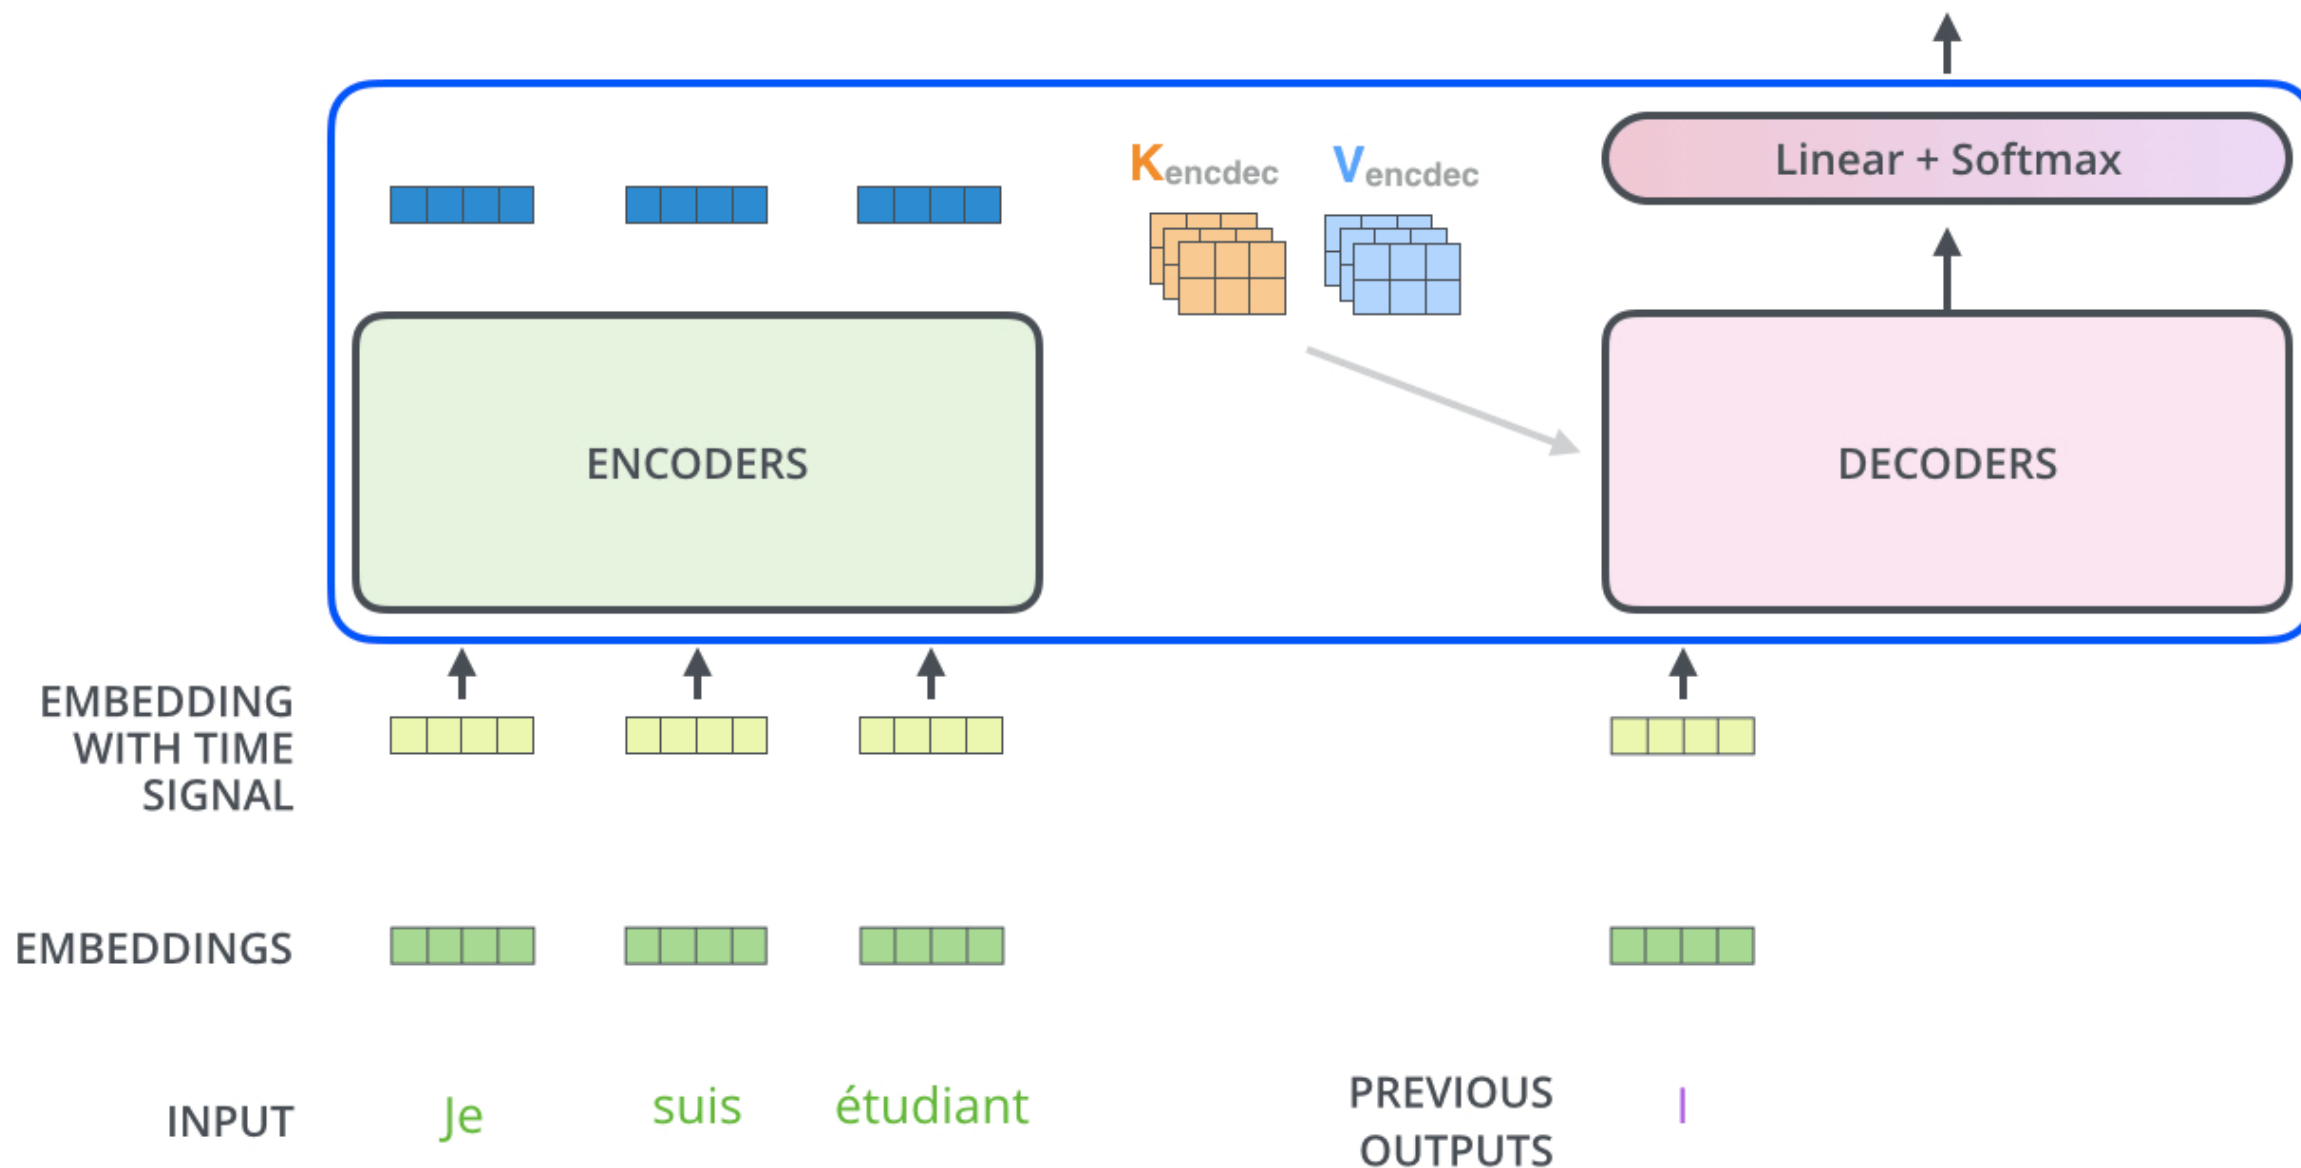 Kencdec Vencdec
Linear + Softmax
ENCODERS
DECODERS
EMBEDDING
WITH TIME
SIGNAL
EMBEDDINGS
INPUT Je suis étudiant
PREVIOUS
OUTPUTS
I